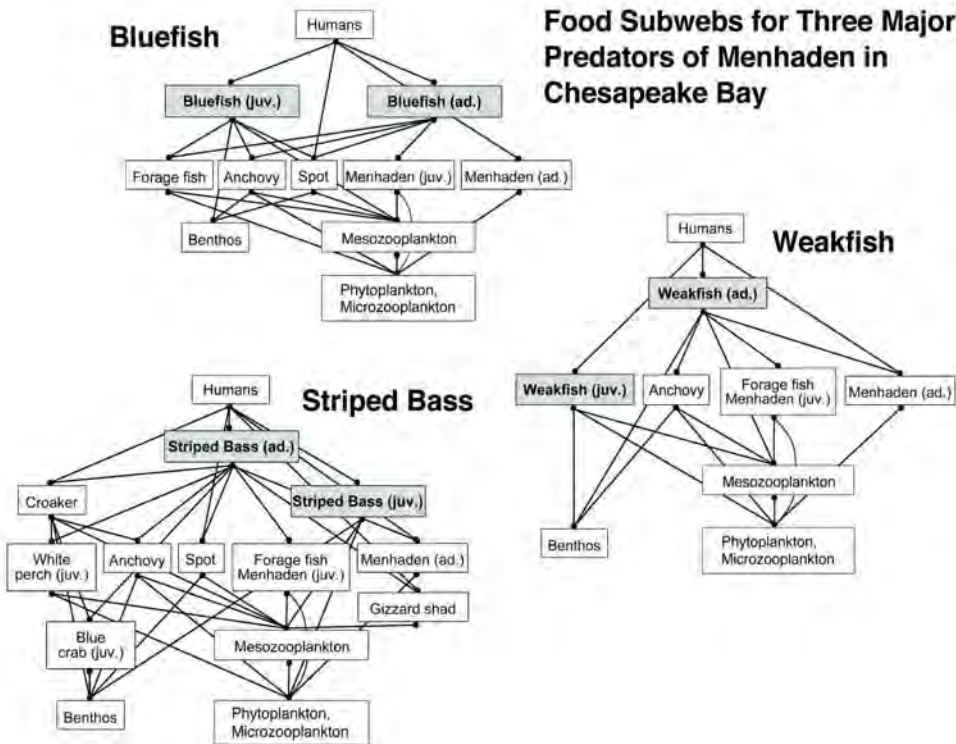 Food Subwebs for Three Major
Predators of Menhaden in
Chesapeake Bay
Bluefish
Humans
Bluefish (juv.)
Bluefish (ad.)
Forage fish
Anchovy
Spot
Menhaden (juv.)
Menhaden (ad.)
Benthos
Mesozooplankton
Phytoplankton,
Microzooplankton
Weakfish
Humans
Weakfish (ad.)
Weakfish (juv.)
Anchovy
Forage fish
Menhaden (juv.)
Menhaden (ad.)
Mesozooplankton
Benthos
Phytoplankton,
Microzooplankton
Striped Bass
Humans
Striped Bass (ad.)
Croaker
Striped Bass (juv.)
White
perch (juv.)
Anchovy
Spot
Forage fish
Menhaden (juv.)
Menhaden (ad.)
Gizzard shad
Blue
crab (juv.)
Mesozooplankton
Benthos
Phytoplankton,
Microzooplankton